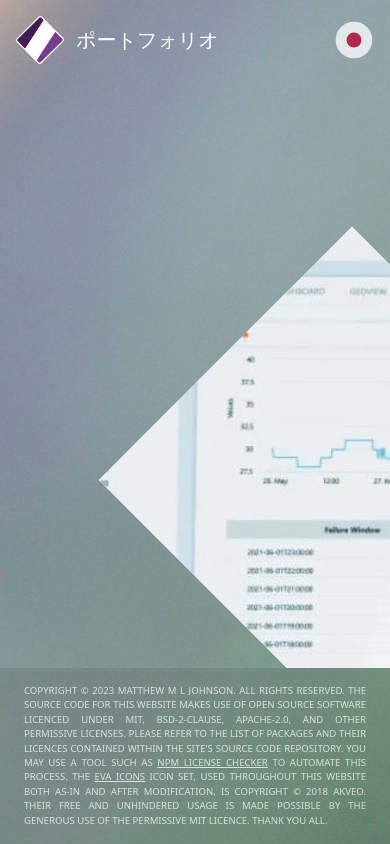 ポートフォリオ
DASHBOARD GEOVIEW
40
37.5
35
32.5
30
27.5
Values
28. May 12:00 27. M
Failure Window
2021-06-01T23:00:00
2021-06-01T22:00:00
2021-06-01T21:00:00
2021-06-01T20:00:00
2021-06-01T19:00:00
06-01T18:00:00
COPYRIGHT © 2023 MATTHEW M L JOHNSON. ALL RIGHTS RESERVED. THE
SOURCE CODE FOR THIS WEBSITE MAKES USE OF OPEN SOURCE SOFTWARE
LICENCED UNDER MIT, BSD-2-CLAUSE, APACHE-2.0, AND OTHER
PERMISSIVE LICENSES. PLEASE REFER TO THE LIST OF PACKAGES AND THEIR
LICENCES CONTAINED WITHIN THE SITE'S SOURCE CODE REPOSITORY. YOU
MAY USE A TOOL SUCH AS NPM LICENSE CHECKER TO AUTOMATE THIS
PROCESS. THE EVA ICONS ICON SET, USED THROUGHOUT THIS WEBSITE
BOTH AS-IN AND AFTER MODIFICATION, IS COPYRIGHT © 2018 AKVEO.
THEIR FREE AND UNHINDERED USAGE IS MADE POSSIBLE BY THE
GENEROUS USE OF THE PERMISSIVE MIT LICENCE. THANK YOU ALL.